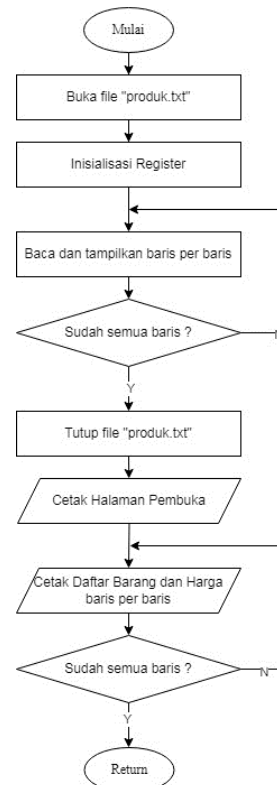 Mulai
Buka file "produk.txt"
Inisialisasi Register
Baca dan tampilkan baris per baris
Sudah semua baris ?
Y
Tutup file "produk.txt"
Cetak Halaman Pembuka
Cetak Daftar Barang dan Harga
baris per baris
Sudah semua baris ?
N
Y
Return